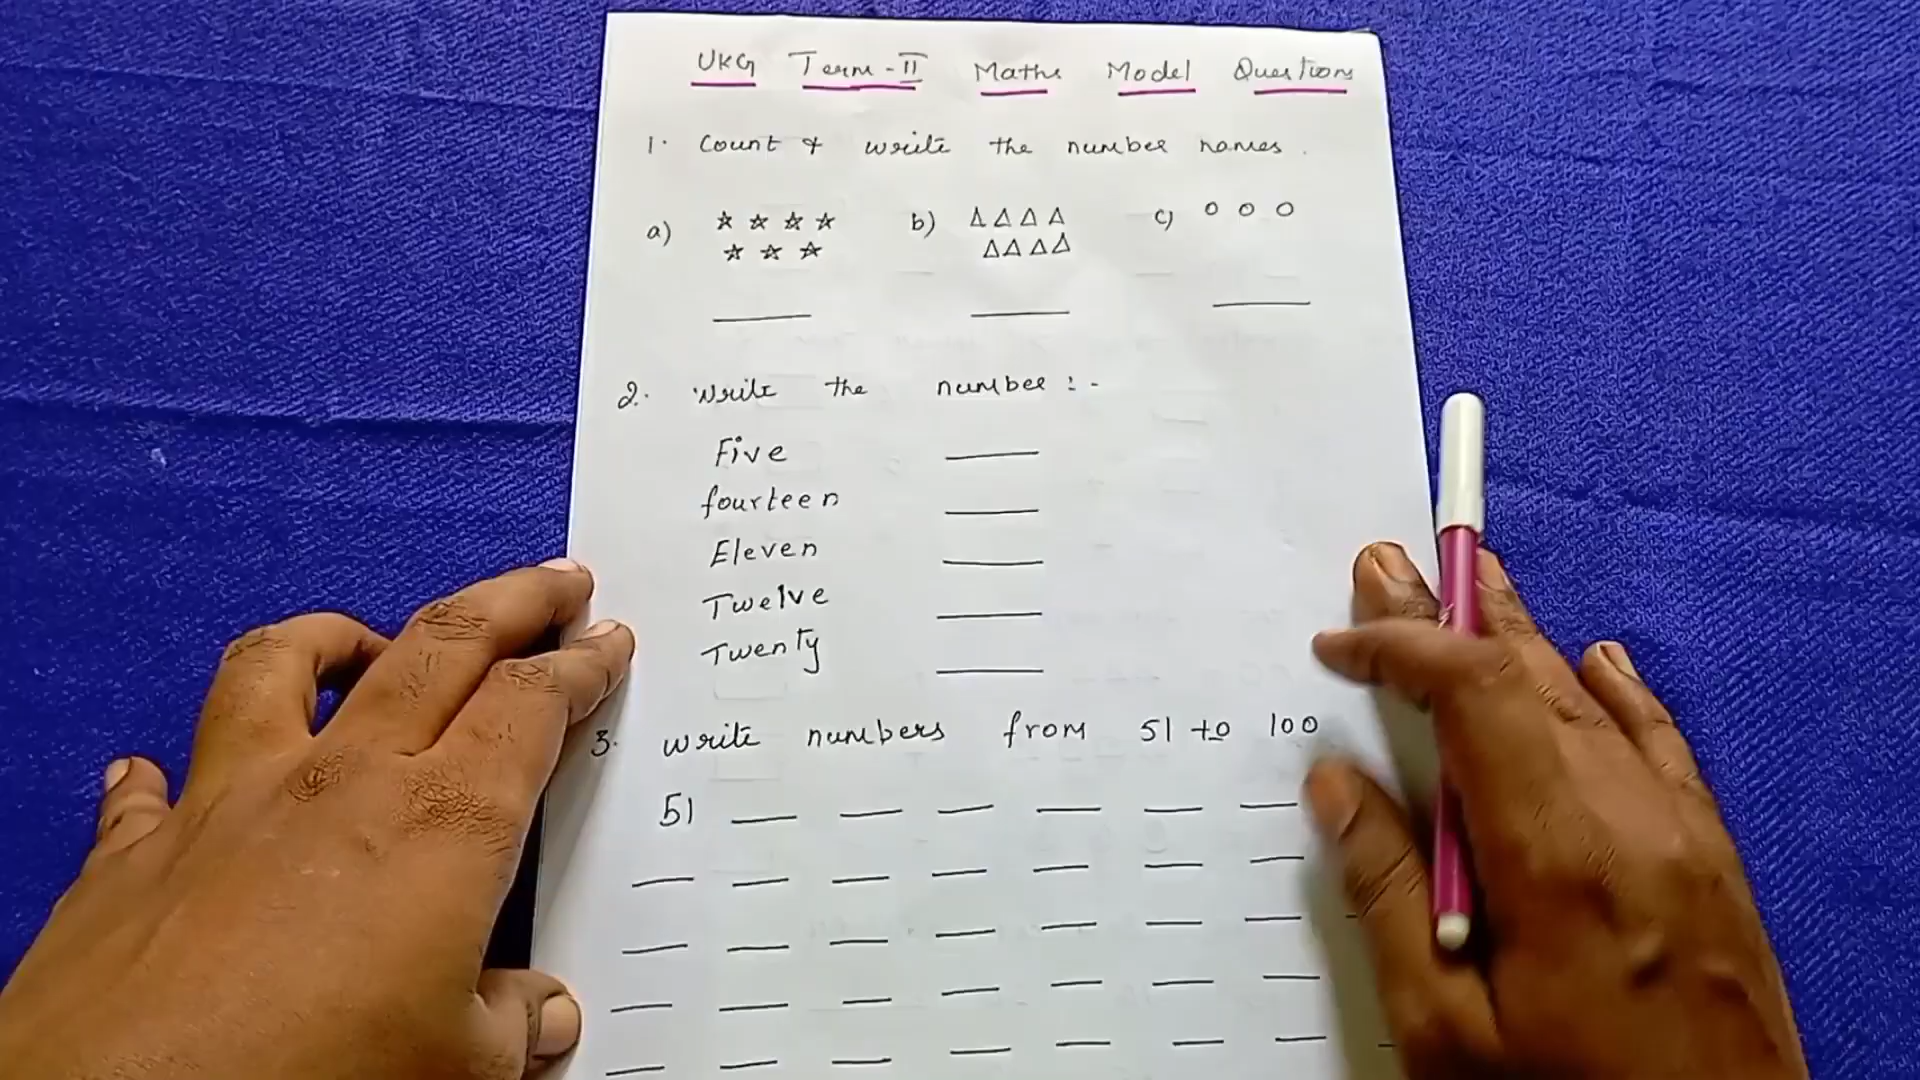 UKG Term-II Maths Model Questions
1. Count & write the number names.
a) b) c)
2. Write the number :-
Five
fourteen
Eleven
Twelve
Twenty
3. write numbers from 51 to 100
51